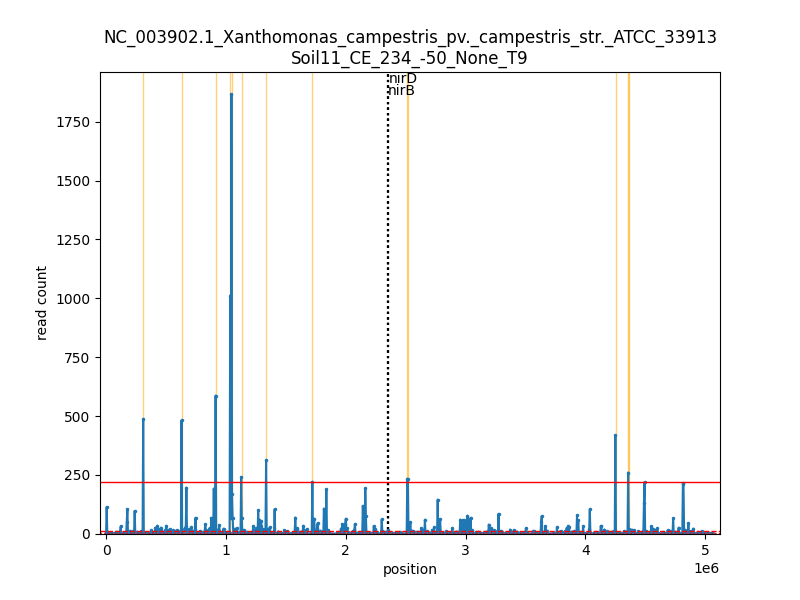 NC_003902.1_Xanthomonas_campestris_pv._campestris_str._ATCC_33913
Soil11_CE_234_-50_None_T9
nirD
nirB
1750
1500
1250
1000
750
500
250
0
read count
0 1 2 3 4 5
1e6
position